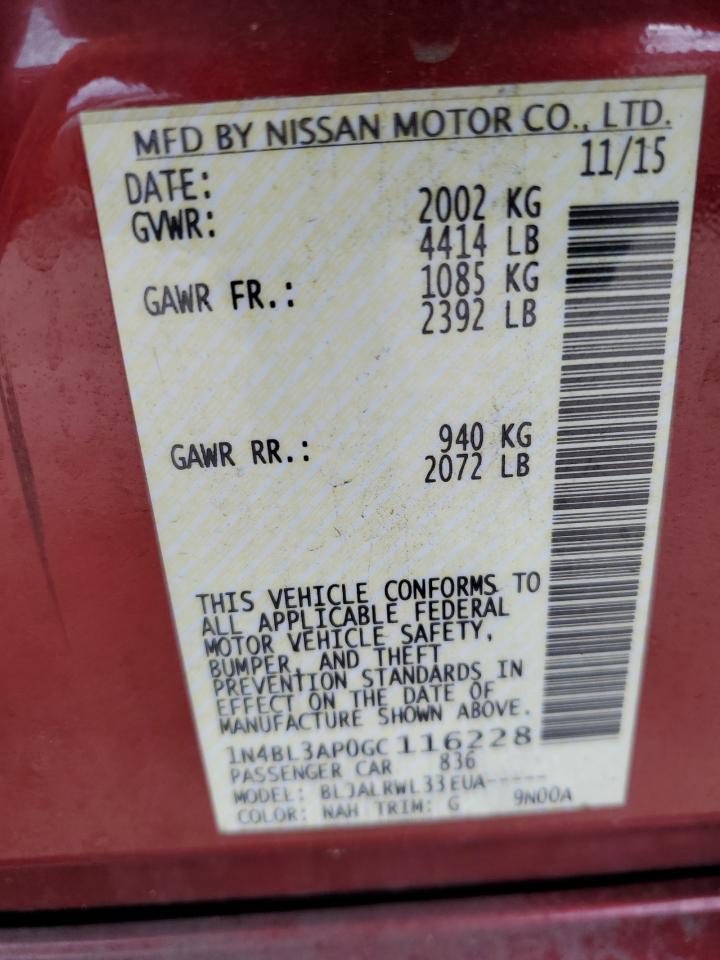 MFD BY NISSAN MOTOR CO., LTD.
DATE: 11/15
GVWR: 2002 KG
4414 LB
GAWR FR.: 1085 KG
2392 LB
GAWR RR.: 940 KG
2072 LB
THIS VEHICLE CONFORMS TO
ALL APPLICABLE FEDERAL
MOTOR VEHICLE SAFETY,
BUMPER, AND THEFT
PREVENTION STANDARDS IN
EFFECT ON THE DATE OF
MANUFACTURE SHOWN ABOVE.
1N4BL3AP0GC116228
PASSENGER CAR 836
MODEL: BLJALRWL33EUA-----
COLOR: NAH TRIM: G 9N00A